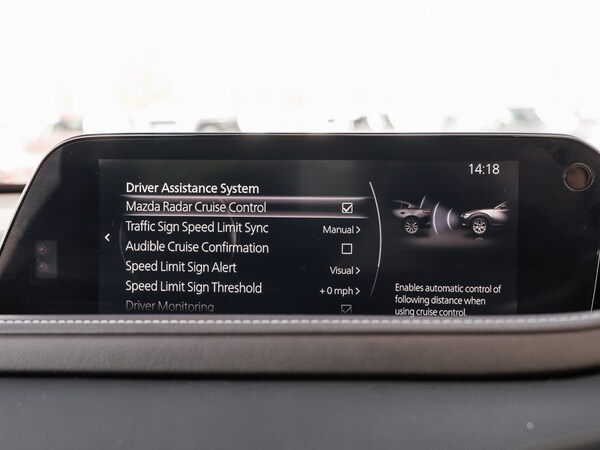 14:18
Driver Assistance System
Mazda Radar Cruise Control
Traffic Sign Speed Limit Sync Manual
Audible Cruise Confirmation
Speed Limit Sign Alert Visual
Speed Limit Sign Threshold +0 mph
Driver Monitoring
Enables automatic control of
following distance when
using cruise control.